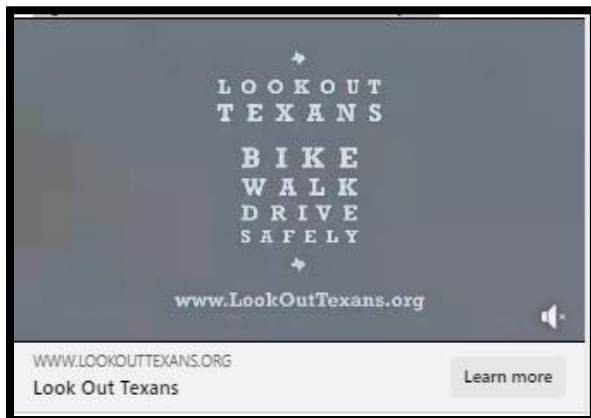 LOOKOUT
TEXANS
BIKE
WALK
DRIVE
SAFELY
www.LookOutTexans.org
WWW.LOOKOUTTEXANS.ORG
Look Out Texans
Learn more